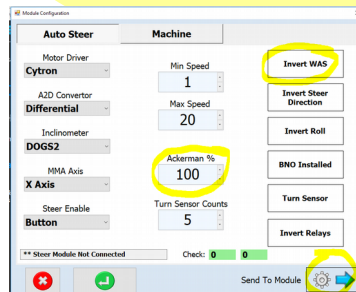 Module Configuration
Auto Steer
Machine
Motor Driver
Cytron
A2D Convertor
Differential
Inclinometer
DOGS2
MMA Axis
X Axis
Steer Enable
Button
Min Speed
1
Max Speed
20
Ackerman %
100
Turn Sensor Counts
5
Invert WAS
Invert Steer
Direction
Invert Roll
BNO Installed
Turn Sensor
Invert Relays
** Steer Module Not Connected
Check: 0 0
Send To Module